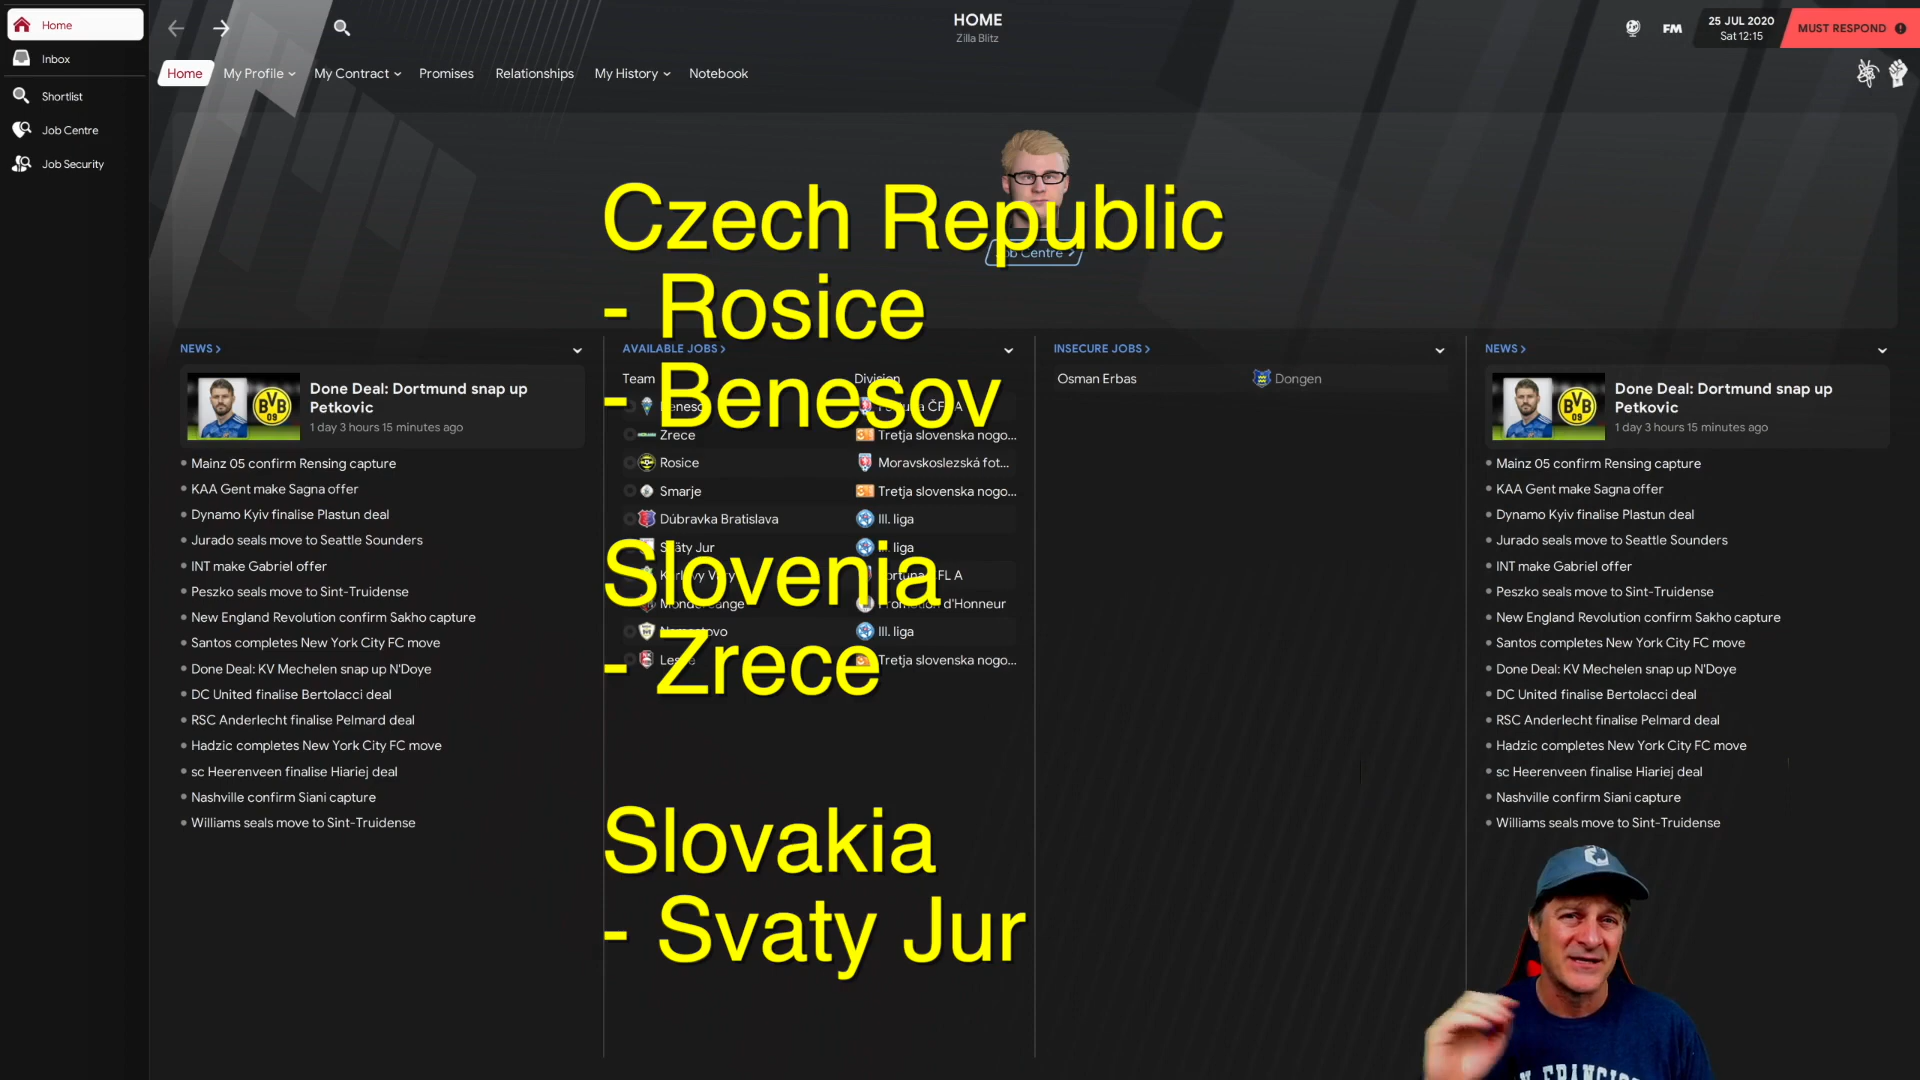 Home
Inbox
Shortlist
Job Centre
Job Security
HOME
Zilla Blitz
FM
25 JUL 2020
Sat 12:15
MUST RESPOND
Home
My Profile
My Contract
Promises
Relationships
My History
Notebook
Job Centre >
Czech Republic
- Rosice
- Benesov
Slovenia
- Zrece
Slovakia
- Svaty Jur
NEWS >
Done Deal: Dortmund snap up
Petkovic
1 day 3 hours 15 minutes ago
Mainz 05 confirm Rensing capture
KAA Gent make Sagna offer
Dynamo Kyiv finalise Plastun deal
Jurado seals move to Seattle Sounders
INT make Gabriel offer
Peszko seals move to Sint-Truidense
New England Revolution confirm Sakho capture
Santos completes New York City FC move
Done Deal: KV Mechelen snap up N'Doye
DC United finalise Bertolacci deal
RSC Anderlecht finalise Pelmard deal
Hadzic completes New York City FC move
sc Heerenveen finalise Hiariej deal
Nashville confirm Siani capture
Williams seals move to Sint-Truidense
AVAILABLE JOBS >
Team Division
Zrece Tretja slovenska nogo...
Rosice Moravskoslezská fot...
Smarje Tretja slovenska nogo...
Dúbravka Bratislava III. liga
Svätý Jur III. liga
Karlovy Vary Fortuna ČFL A
Mondercange Promotion d'Honneur
III. liga
Tretja slovenska nogo...
INSECURE JOBS >
Osman Erbas Dongen
NEWS >
Done Deal: Dortmund snap up
Petkovic
1 day 3 hours 15 minutes ago
Mainz 05 confirm Rensing capture
KAA Gent make Sagna offer
Dynamo Kyiv finalise Plastun deal
Jurado seals move to Seattle Sounders
INT make Gabriel offer
Peszko seals move to Sint-Truidense
New England Revolution confirm Sakho capture
Santos completes New York City FC move
Done Deal: KV Mechelen snap up N'Doye
DC United finalise Bertolacci deal
RSC Anderlecht finalise Pelmard deal
Hadzic completes New York City FC move
sc Heerenveen finalise Hiariej deal
Nashville confirm Siani capture
Williams seals move to Sint-Truidense